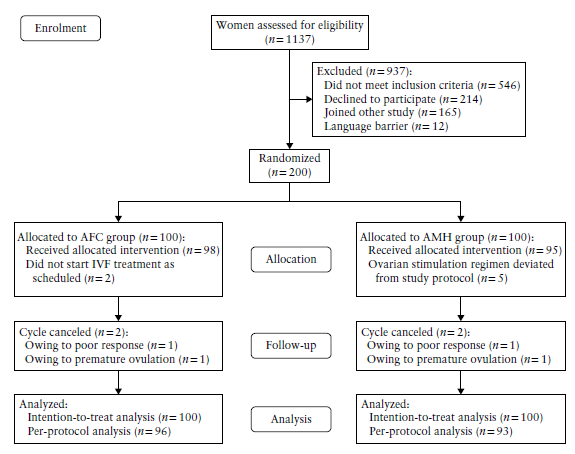 Enrolment
Women assessed for eligibility
(n=1137)
Excluded (n=937):
Did not meet inclusion criteria (n=546)
Declined to participate (n=214)
Joined other study (n=165)
Language barrier (n=12)
Randomized
(n=200)
Allocated to AFC group (n=100):
Received allocated intervention (n=98)
Did not start IVF treatment as
scheduled (n=2)
Allocation
Allocated to AMH group (n=100):
Received allocated intervention (n=95)
Ovarian stimulation regimen deviated
from study protocol (n=5)
Cycle canceled (n=2):
Owing to poor response (n=1)
Owing to premature ovulation (n=1)
Follow-up
Cycle canceled (n=2):
Owing to poor response (n=1)
Owing to premature ovulation (n=1)
Analyzed:
Intention-to-treat analysis (n=100)
Per-protocol analysis (n=96)
Analysis
Analyzed:
Intention-to-treat analysis (n=100)
Per-protocol analysis (n=93)